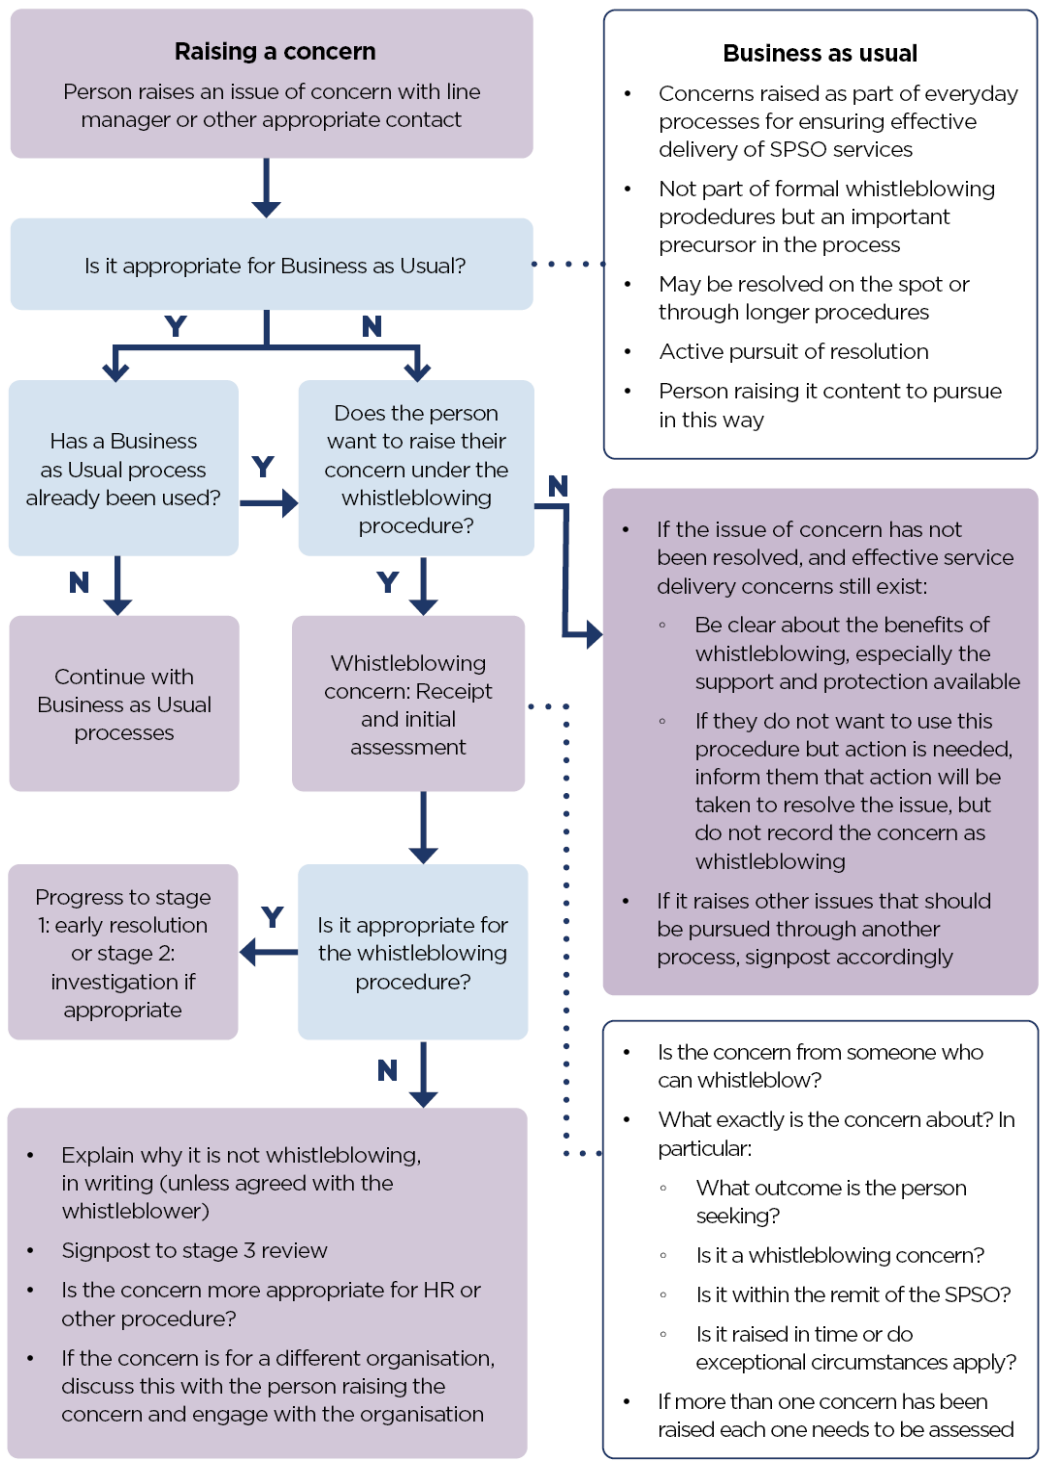 Raising a concern
Person raises an issue of concern with line
manager or other appropriate contact
Is it appropriate for Business as Usual?
Y
N
Has a Business
as Usual process
already been used?
Y
Does the person
want to raise their
concern under the
whistleblowing
procedure?
N
N
Y
Continue with
Business as Usual
processes
Whistleblowing
concern: Receipt
and initial
assessment
Progress to stage
1: early resolution
or stage 2:
investigation if
appropriate
Y
Is it appropriate for
the whistleblowing
procedure?
N
• Explain why it is not whistleblowing,
in writing (unless agreed with the
whistleblower)
• Signpost to stage 3 review
• Is the concern more appropriate for HR or
other procedure?
• If the concern is for a different organisation,
discuss this with the person raising the
concern and engage with the organisation
Business as usual
• Concerns raised as part of everyday
processes for ensuring effective
delivery of SPSO services
• Not part of formal whistleblowing
prodedures but an important
precursor in the process
• May be resolved on the spot or
through longer procedures
• Active pursuit of resolution
• Person raising it content to pursue
in this way
• If the issue of concern has not
been resolved, and effective service
delivery concerns still exist:
◦ Be clear about the benefits of
whistleblowing, especially the
support and protection available
◦ If they do not want to use this
procedure but action is needed,
inform them that action will be
taken to resolve the issue, but
do not record the concern as
whistleblowing
• If it raises other issues that should
be pursued through another
process, signpost accordingly
• Is the concern from someone who
can whistleblow?
• What exactly is the concern about? In
particular:
◦ What outcome is the person
seeking?
◦ Is it a whistleblowing concern?
◦ Is it within the remit of the SPSO?
◦ Is it raised in time or do
exceptional circumstances apply?
• If more than one concern has been
raised each one needs to be assessed